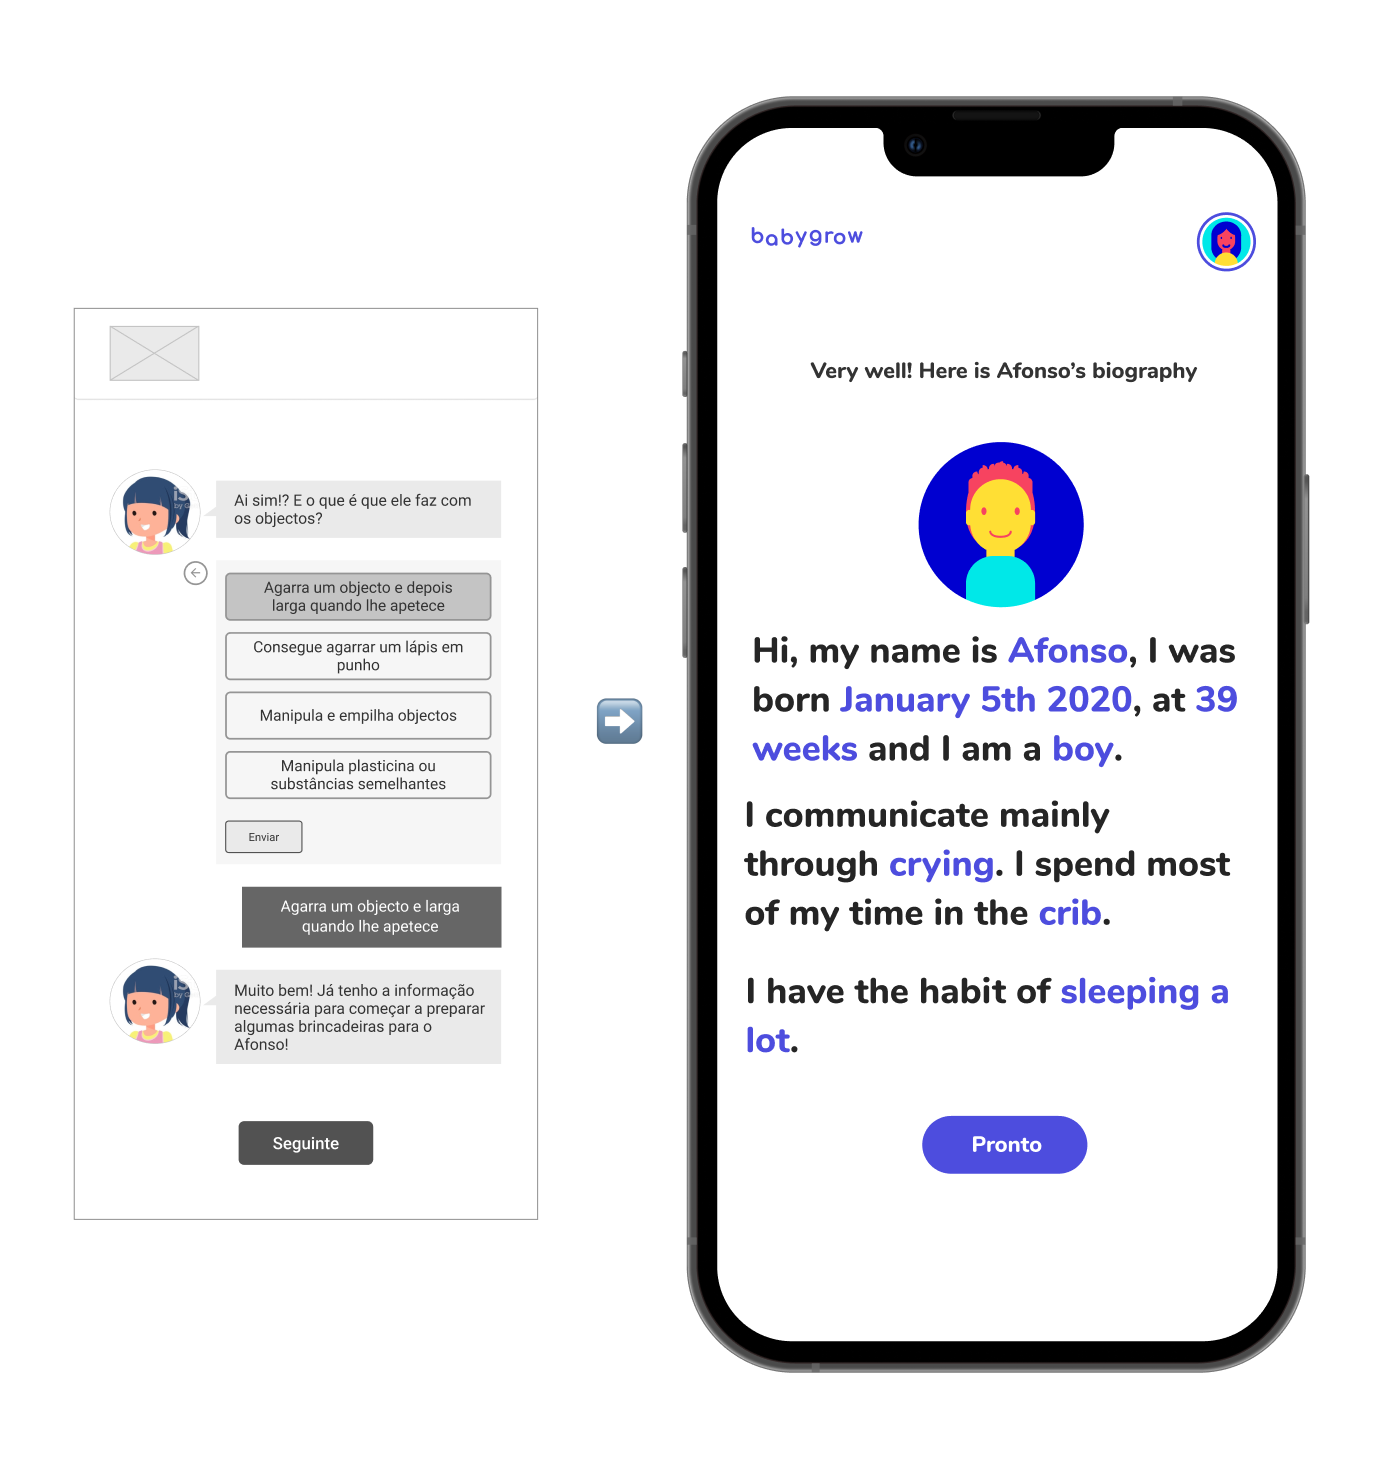 Ai sim!? E o que é que ele faz com
os objectos?
Agarra um objecto e depois
larga quando lhe apetece
Consegue agarrar um lápis em
punho
Manipula e empilha objectos
Manipula plasticina ou
substâncias semelhantes
Enviar
Agarra um objecto e larga
quando lhe apetece
Muito bem! Já tenho a informação
necessária para começar a preparar
algumas brincadeiras para o
Afonso!
Seguinte
babygrow
Very well! Here is Afonso’s biography
Hi, my name is Afonso, I was
born January 5th 2020, at 39
weeks and I am a boy.
I communicate mainly
through crying. I spend most
of my time in the crib.
I have the habit of sleeping a
lot.
Pronto